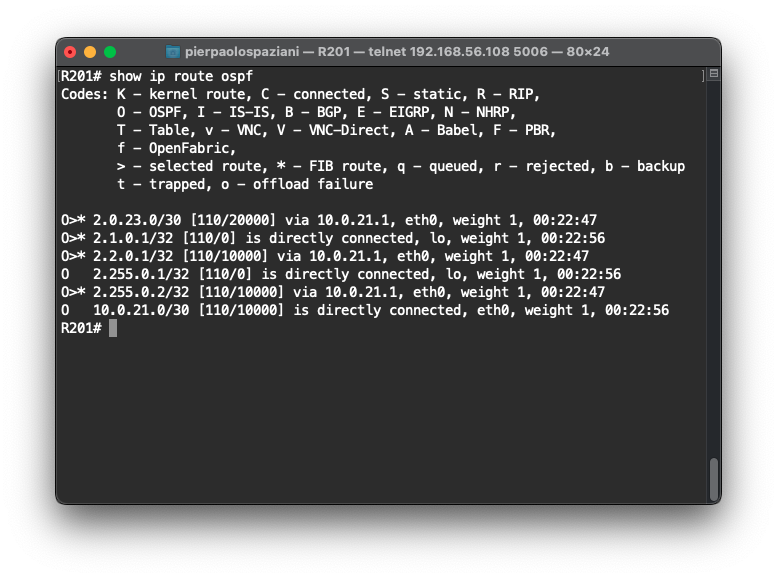 pierpaolospaziani — R201 — telnet 192.168.56.108 5006 — 80×24
[R201# show ip route ospf ]
Codes: K - kernel route, C - connected, S - static, R - RIP,
       O - OSPF, I - IS-IS, B - BGP, E - EIGRP, N - NHRP,
       T - Table, v - VNC, V - VNC-Direct, A - Babel, F - PBR,
       f - OpenFabric,
       > - selected route, * - FIB route, q - queued, r - rejected, b - backup
       t - trapped, o - offload failure

O>* 2.0.23.0/30 [110/20000] via 10.0.21.1, eth0, weight 1, 00:22:47
O>* 2.1.0.1/32 [110/0] is directly connected, lo, weight 1, 00:22:56
O>* 2.2.0.1/32 [110/10000] via 10.0.21.1, eth0, weight 1, 00:22:47
O   2.255.0.1/32 [110/0] is directly connected, lo, weight 1, 00:22:56
O>* 2.255.0.2/32 [110/10000] via 10.0.21.1, eth0, weight 1, 00:22:47
O   10.0.21.0/30 [110/10000] is directly connected, eth0, weight 1, 00:22:56
R201#